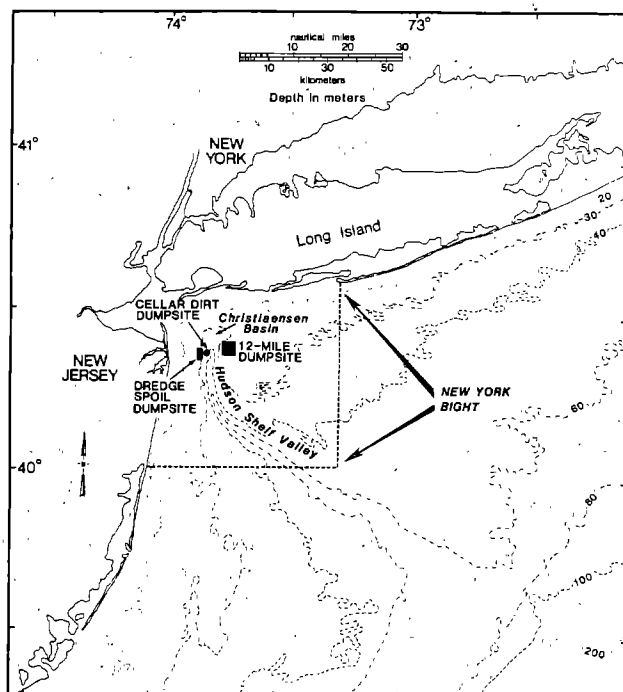 74°
73°
nautical miles
10
20
30
10
30
50
kilometers
Depth in meters
41°
NEW
YORK
Long Island
20
30
40
CELLAR DIRT
DUMPSITE
Christiaensen
Basin
12-MILE
DUMPSITE
NEW
JERSEY
DREDGE
SPOIL
DUMPSITE
Hudson Shelf Valley
NEW YORK
BIGHT
60
40°
80
100
200